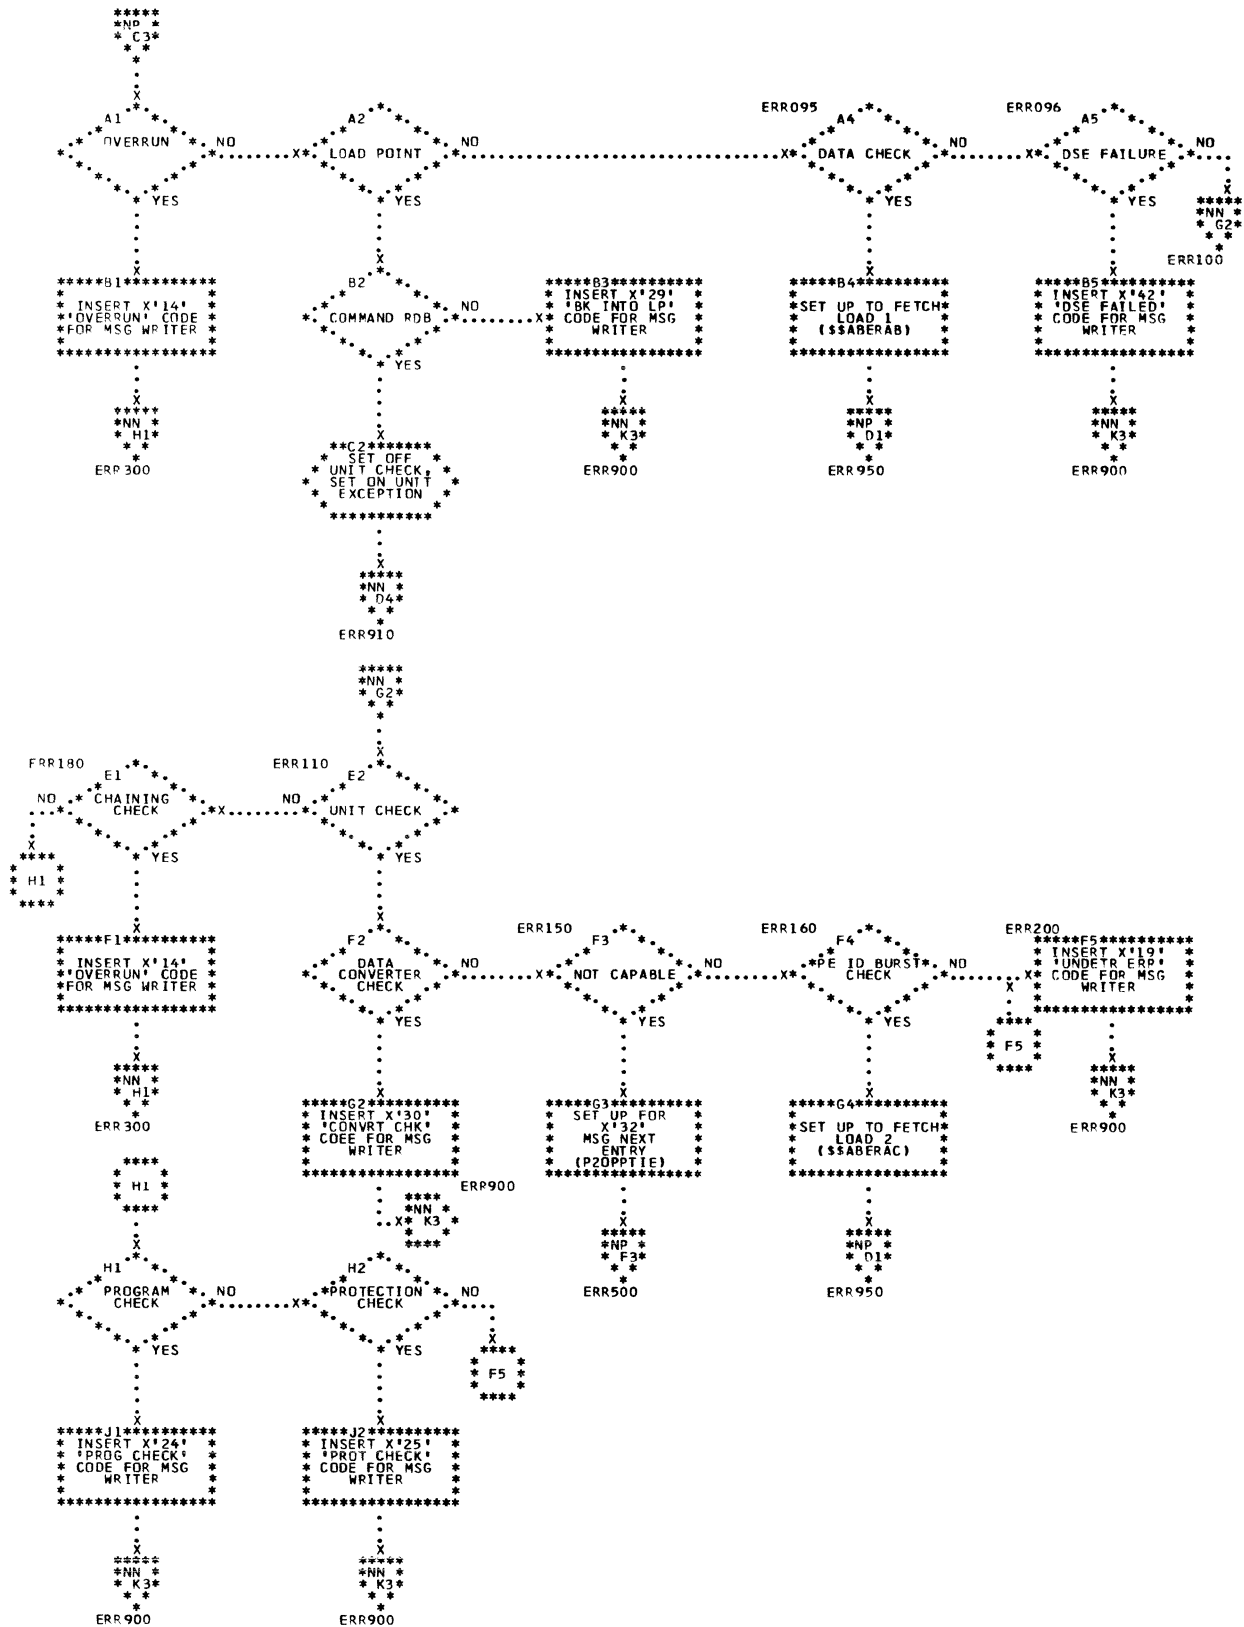 NP
C3
A1
OVERRUN
NO
YES
A2
LOAD POINT
NO
YES
ERR095
A4
DATA CHECK
NO
YES
ERR096
A5
DSE FAILURE
NO
YES
NN
G2
ERR100
B1
INSERT X'14'
'OVERRUN' CODE
FOR MSG WRITER
B2
COMMAND RDB
NO
YES
B3
INSERT X'29'
'BK INTO LP'
CODE FOR MSG
WRITER
B4
SET UP TO FETCH
LOAD 1
($$ABERAB)
B5
INSERT X'42'
'DSE FAILED'
CODE FOR MSG
WRITER
NN
H1
ERR300
NN
K3
ERR900
NP
D1
ERR950
NN
K3
ERR900
C2
SET OFF
UNIT CHECK,
SET ON UNIT
EXCEPTION
NN
D4
ERR910
NN
G2
ERR180
E1
CHAINING
CHECK
NO
YES
ERR110
E2
UNIT CHECK
NO
YES
H1
F1
INSERT X'14'
'OVERRUN' CODE
FOR MSG WRITER
F2
DATA
CONVERTER
CHECK
NO
YES
ERR150
F3
NOT CAPABLE
NO
YES
ERR160
F4
PE ID BURST
CHECK
NO
YES
ERR200
F5
INSERT X'19'
'UNDETR ERP'
CODE FOR MSG
WRITER
F5
NN
K3
ERR900
NN
H1
ERR300
G2
INSERT X'30'
'CONVRT CHK'
COEE FOR MSG
WRITER
G3
SET UP FOR
X'32'
MSG NEXT
ENTRY
(P2OPPTIE)
G4
SET UP TO FETCH
LOAD 2
($$ABERAC)
H1
ERR900
NN
K3
NP
F3
ERR500
NP
D1
ERR950
H1
PROGRAM
CHECK
NO
YES
H2
PROTECTION
CHECK
NO
YES
F5
J1
INSERT X'24'
'PROG CHECK'
CODE FOR MSG
WRITER
J2
INSERT X'25'
'PROT CHECK'
CODE FOR MSG
WRITER
NN
K3
ERR900
NN
K3
ERR900